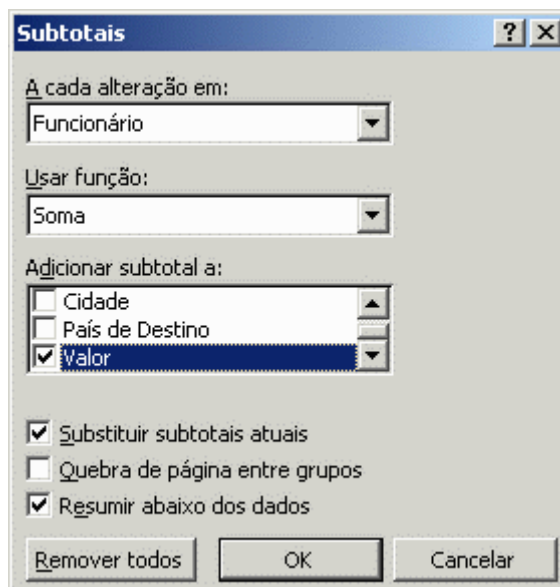 Subtotais
A cada alteração em:
Funcionário
Usar função:
Soma
Adicionar subtotal a:
Cidade
País de Destino
Valor
Substituir subtotais atuais
Quebra de página entre grupos
Resumir abaixo dos dados
Remover todos OK Cancelar